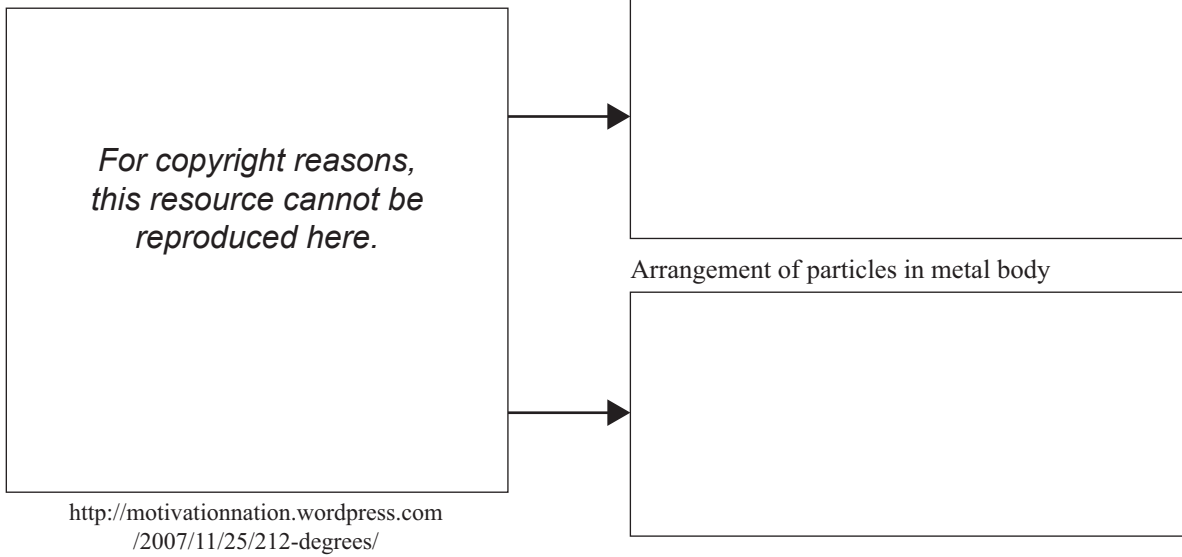 For copyright reasons,
this resource cannot be
reproduced here.
Arrangement of particles in metal body
http://motivationnation.wordpress.com
/2007/11/25/212-degrees/